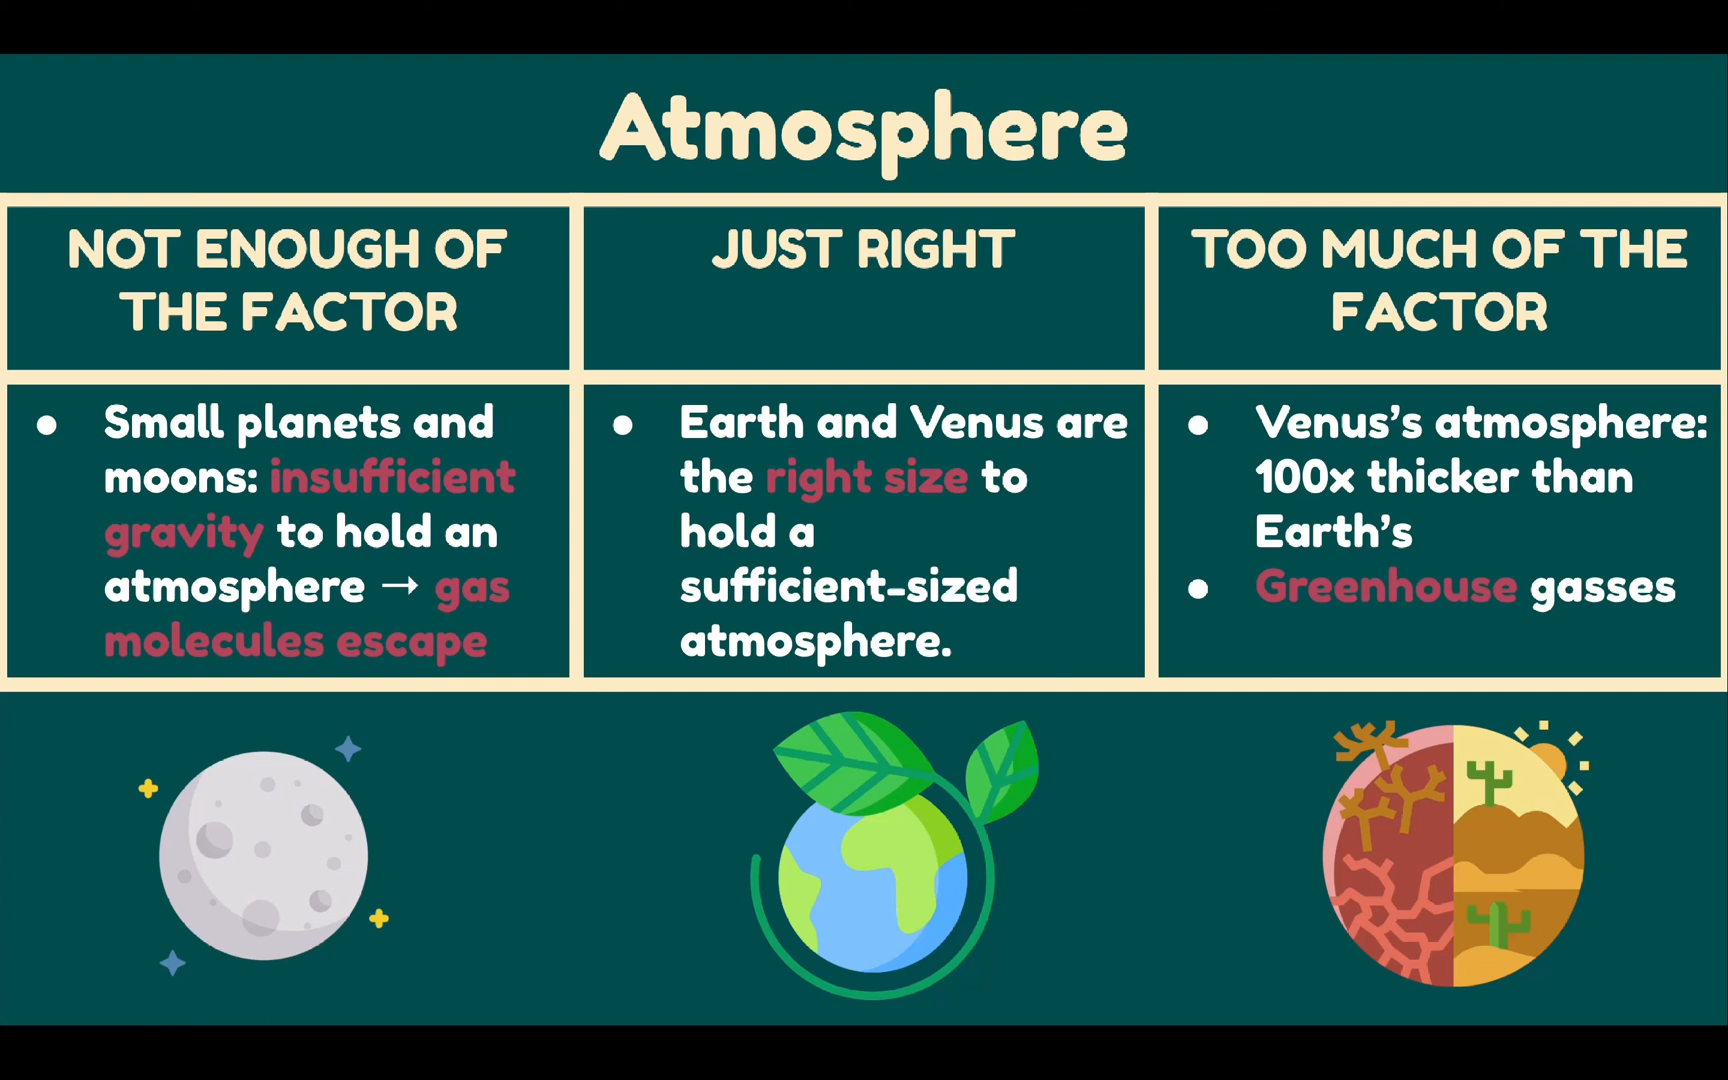 Atmosphere
NOT ENOUGH OF
THE FACTOR
JUST RIGHT
TOO MUCH OF THE
FACTOR
● Small planets and
moons: insufficient
gravity to hold an
atmosphere → gas
molecules escape
● Earth and Venus are
the right size to
hold a
sufficient-sized
atmosphere.
● Venus’s atmosphere:
100x thicker than
Earth’s
● Greenhouse gasses